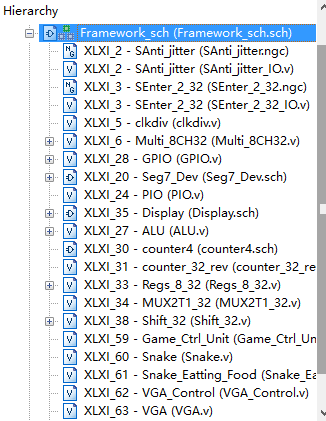 Hierarchy
Framework_sch (Framework_sch.sch)
XLXI_2 - SAnti_jitter (SAnti_jitter.ngc)
XLXI_2 - SAnti_jitter (SAnti_jitter_IO.v)
XLXI_3 - SEnter_2_32 (SEnter_2_32.ngc)
XLXI_3 - SEnter_2_32 (SEnter_2_32_IO.v)
XLXI_5 - clkdiv (clkdiv.v)
XLXI_6 - Multi_8CH32 (Multi_8CH32.v)
XLXI_28 - GPIO (GPIO.v)
XLXI_20 - Seg7_Dev (Seg7_Dev.sch)
XLXI_24 - PIO (PIO.v)
XLXI_35 - Display (Display.sch)
XLXI_27 - ALU (ALU.v)
XLXI_30 - counter4 (counter4.sch)
XLXI_31 - counter_32_rev (counter_32_re
XLXI_33 - Regs_8_32 (Regs_8_32.v)
XLXI_34 - MUX2T1_32 (MUX2T1_32.v)
XLXI_38 - Shift_32 (Shift_32.v)
XLXI_59 - Game_Ctrl_Unit (Game_Ctrl_Un
XLXI_60 - Snake (Snake.v)
XLXI_61 - Snake_Eatting_Food (Snake_Ea
XLXI_62 - VGA_Control (VGA_Control.v)
XLXI_63 - VGA (VGA.v)